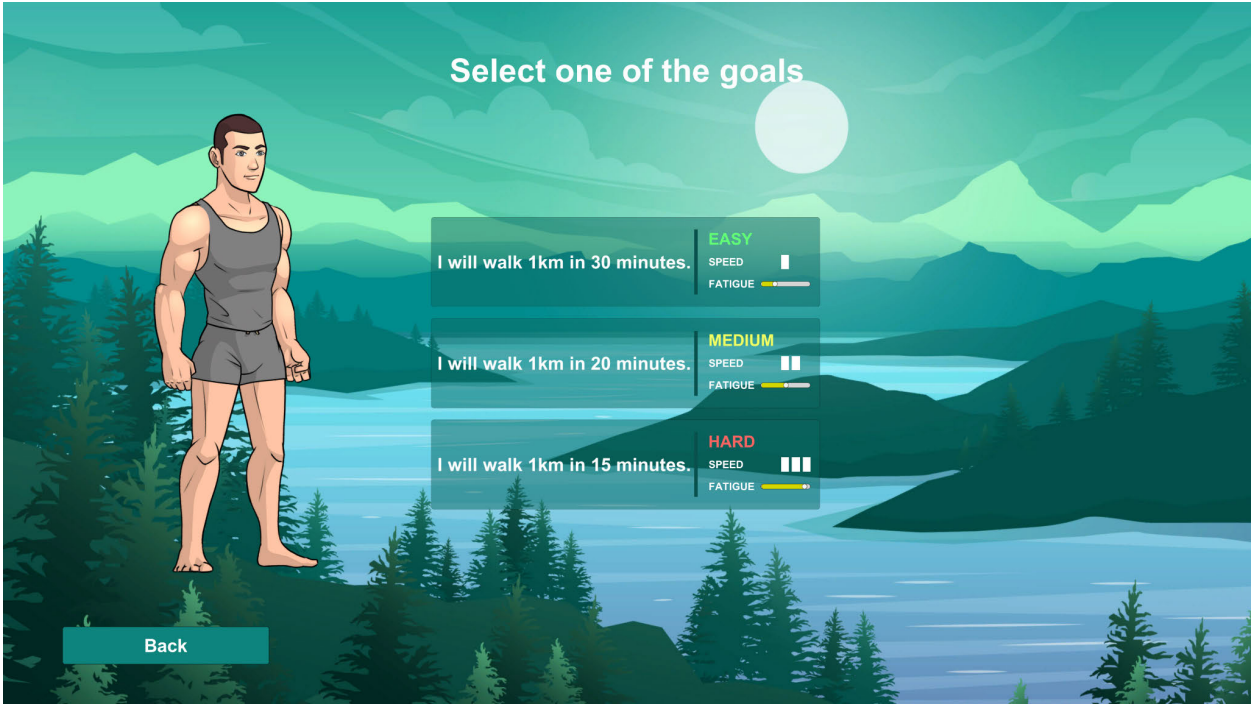 Select one of the goals
I will walk 1km in 30 minutes.
EASY
SPEED
FATIGUE
I will walk 1km in 20 minutes.
MEDIUM
SPEED
FATIGUE
I will walk 1km in 15 minutes.
HARD
SPEED
FATIGUE
Back